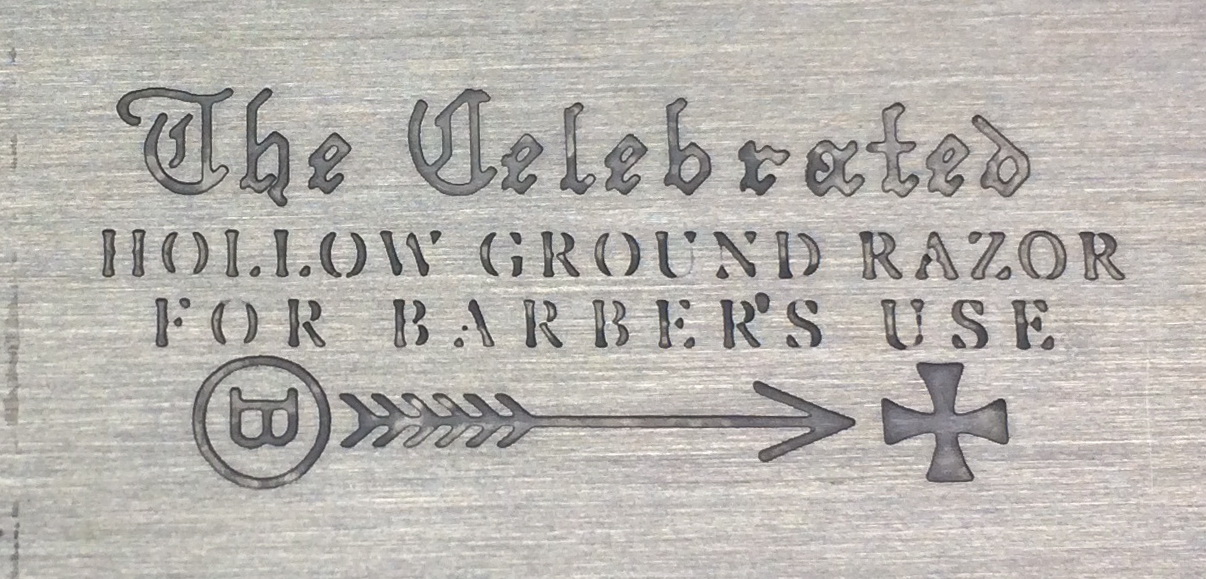 The Celebrated
HOLLOW GROUND RAZOR
FOR BARBER'S USE
B